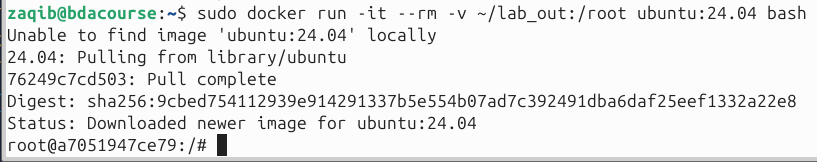 zaqib@bdacourse:~$ sudo docker run -it --rm -v ~/lab_out:/root ubuntu:24.04 bash
Unable to find image 'ubuntu:24.04' locally
24.04: Pulling from library/ubuntu
76249c7cd503: Pull complete
Digest: sha256:9cbed754112939e914291337b5e554b07ad7c392491dba6daf25eef1332a22e8
Status: Downloaded newer image for ubuntu:24.04
root@a7051947ce79:/#